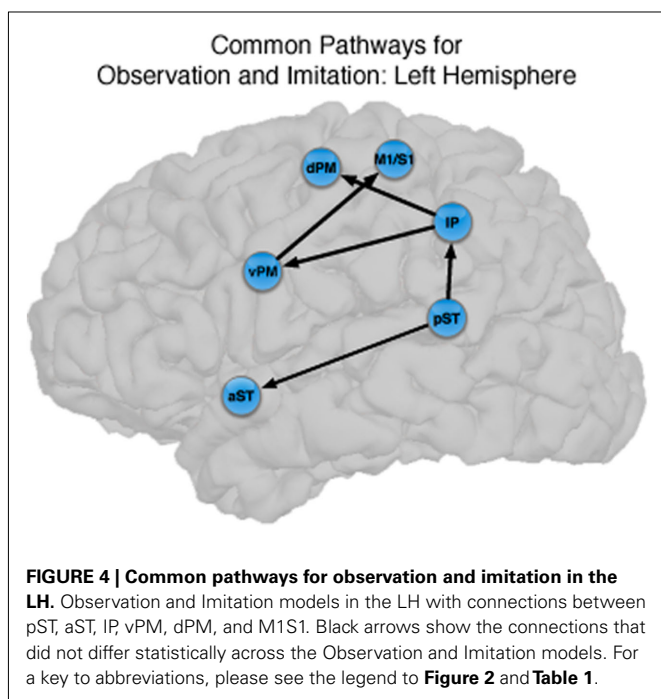 Common Pathways for
Observation and Imitation: Left Hemisphere
dPM
M1/S1
IP
vPM
pST
aST
FIGURE 4 | Common pathways for observation and imitation in the
LH. Observation and Imitation models in the LH with connections between
pST, aST, IP, vPM, dPM, and M1S1. Black arrows show the connections that
did not differ statistically across the Observation and Imitation models. For
a key to abbreviations, please see the legend to Figure 2 and Table 1.